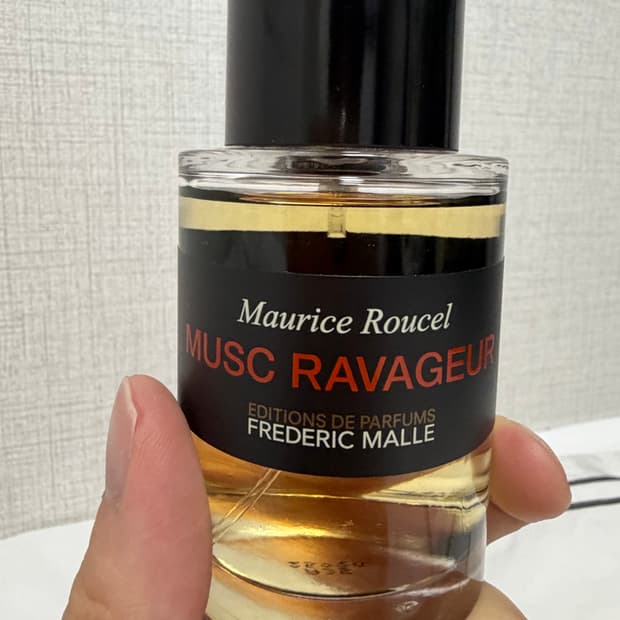 Maurice Roucel
MUSC RAVAGEUR
EDITIONS DE PARFUMS
FREDERIC MALLE